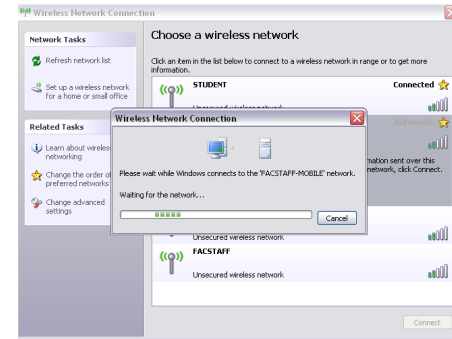 Wireless Network Connection
Network Tasks
Refresh network list
Set up a wireless network
for a home or small office
Related Tasks
Learn about wireless
networking
Change the order of
preferred networks
Change advanced
settings
Choose a wireless network
Click an item in the list below to connect to a wireless network in range or to get more
information.
STUDENT
Connected
Unsecured wireless network
Automatic
mation sent over this
network, click Connect.
Wireless Network Connection
Please wait while Windows connects to the 'FACSTAFF-MOBILE' network.
Waiting for the network...
Cancel
Unsecured wireless network
FACSTAFF
Unsecured wireless network
Connect